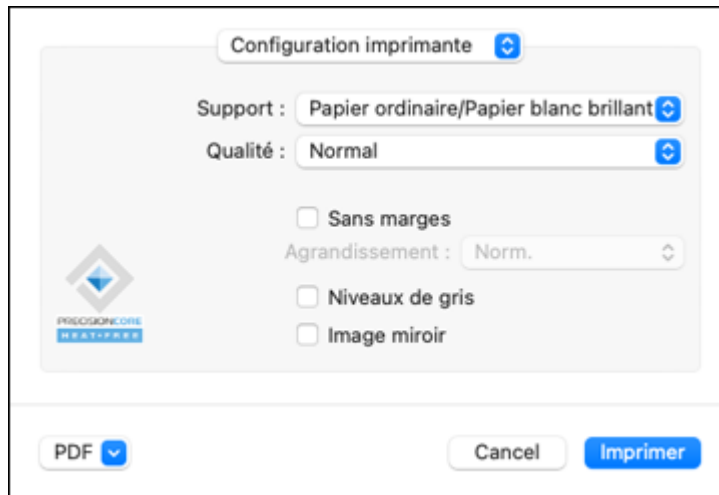 Configuration imprimante
Support : Papier ordinaire/Papier blanc brillant
Qualité : Normal
Sans marges
Agrandissement : Norm.
Niveaux de gris
Image miroir
PRECISIONCORE
HEAT-FREE
PDF Cancel Imprimer